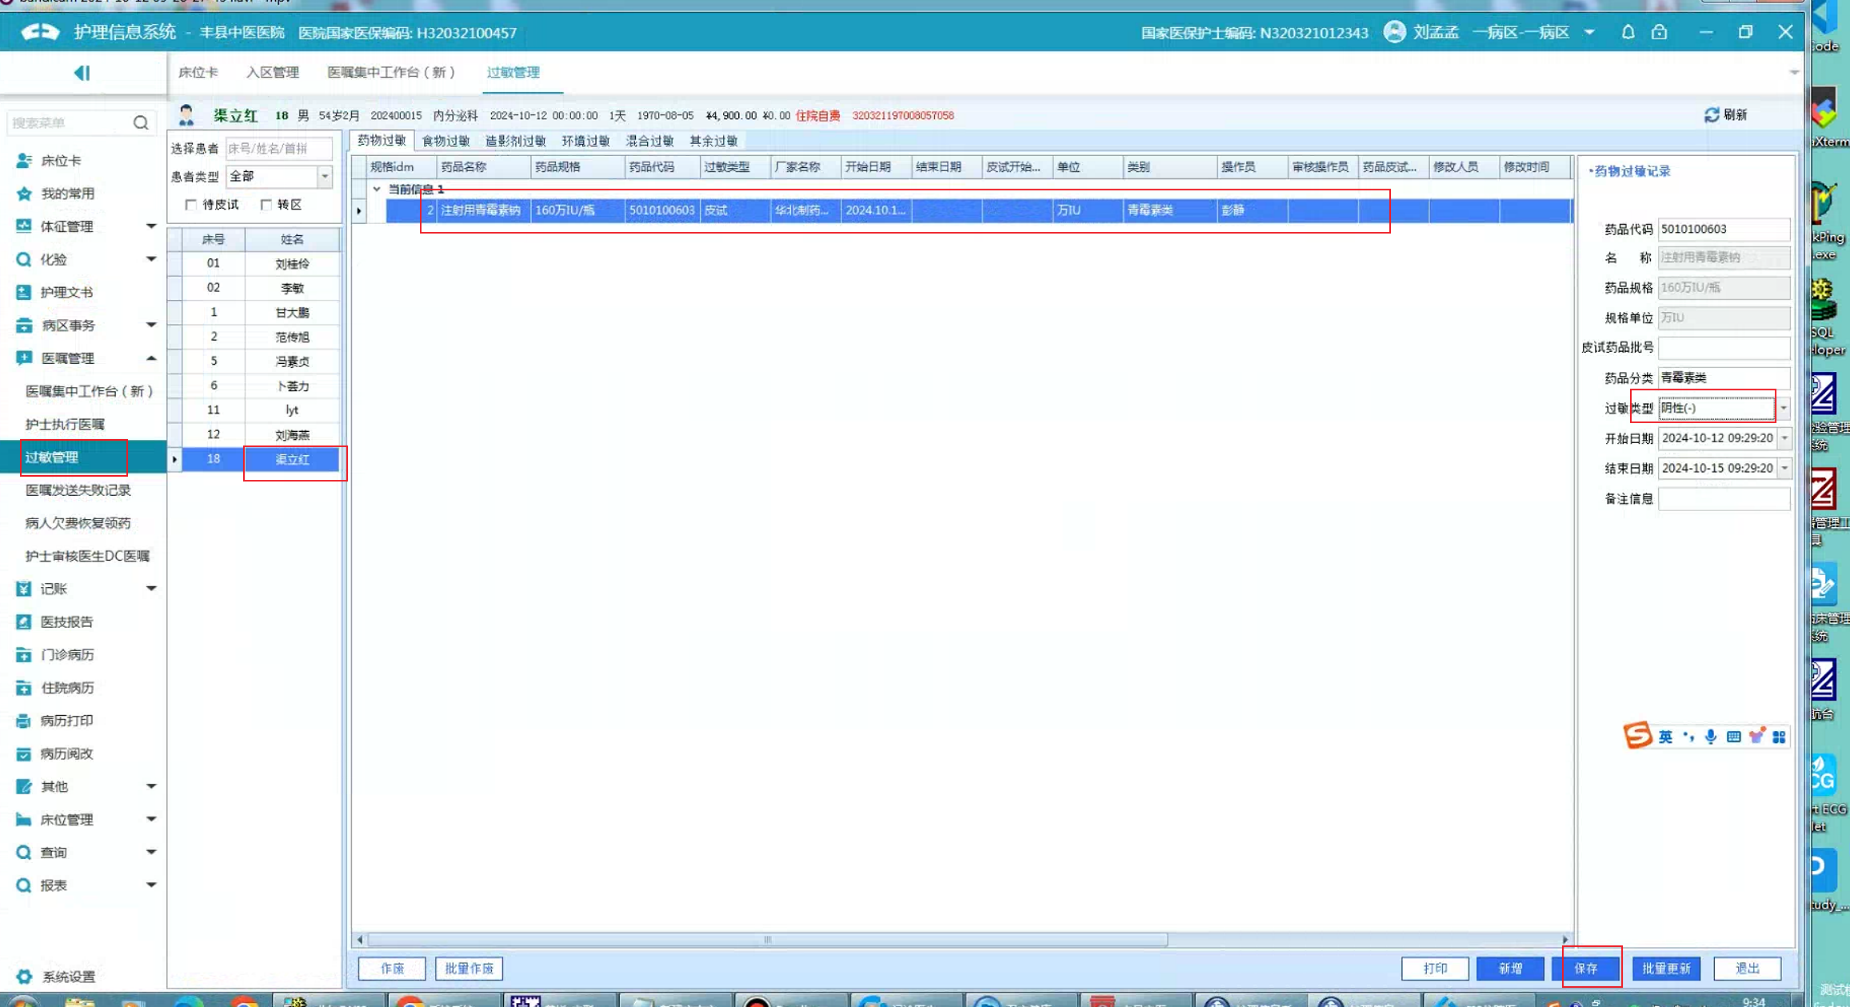 护理信息系统 - 丰县中医医院 医院国家医保编码: H32032100457
国家医保护士编码: N320321012343 刘孟孟 一病区-一病区
床位卡 入区管理 医嘱集中工作台（新） 过敏管理
搜索菜单
床位卡
我的常用
体征管理
化验
护理文书
病区事务
医嘱管理
医嘱集中工作台（新）
护士执行医嘱
过敏管理
医嘱发送失败记录
病人欠费恢复领药
护士审核医生DC医嘱
记账
医技报告
门诊病历
住院病历
病历打印
病历阅改
其他
床位管理
查询
报表
系统设置
渠立红 18 男 54岁2月 202400015 内分泌科 2024-10-12 00:00:00 1天 1970-08-05 ¥4,900.00 ¥0.00 住院自费 320321197008057058
刷新
选择患者 床号/姓名/首拼
患者类型 全部
待皮试 转区
床号 姓名
01 刘桂伶
02 李敏
1 甘大鹏
2 范传旭
5 冯素贞
6 卜荟力
11 lyt
12 刘海燕
18 渠立红
药物过敏 食物过敏 造影剂过敏 环境过敏 混合过敏 其余过敏
规格idm 药品名称 药品规格 药品代码 过敏类型 厂家名称 开始日期 结束日期 皮试开始... 单位 类别 操作员 审核操作员 药品皮试... 修改人员 修改时间
当前信息 1
2 注射用青霉素钠 160万IU/瓶 5010100603 皮试 华北制药... 2024.10.1... 万IU 青霉素类 彭静
药物过敏记录
药品代码 5010100603
名 称 注射用青霉素钠
药品规格 160万IU/瓶
规格单位 万IU
皮试药品批号
药品分类 青霉素类
过敏类型 阴性(-)
开始日期 2024-10-12 09:29:20
结束日期 2024-10-15 09:29:20
备注信息
英
作废 批量作废 打印 新增 保存 批量更新 退出
9:34